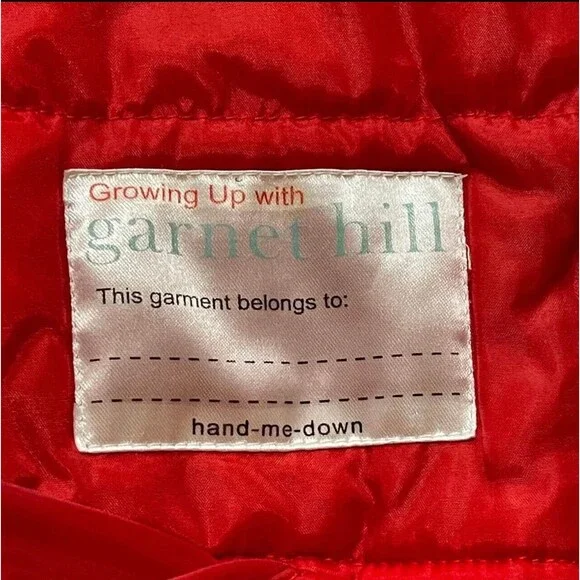 Growing Up with
garnet hill
This garment belongs to:
hand-me-down